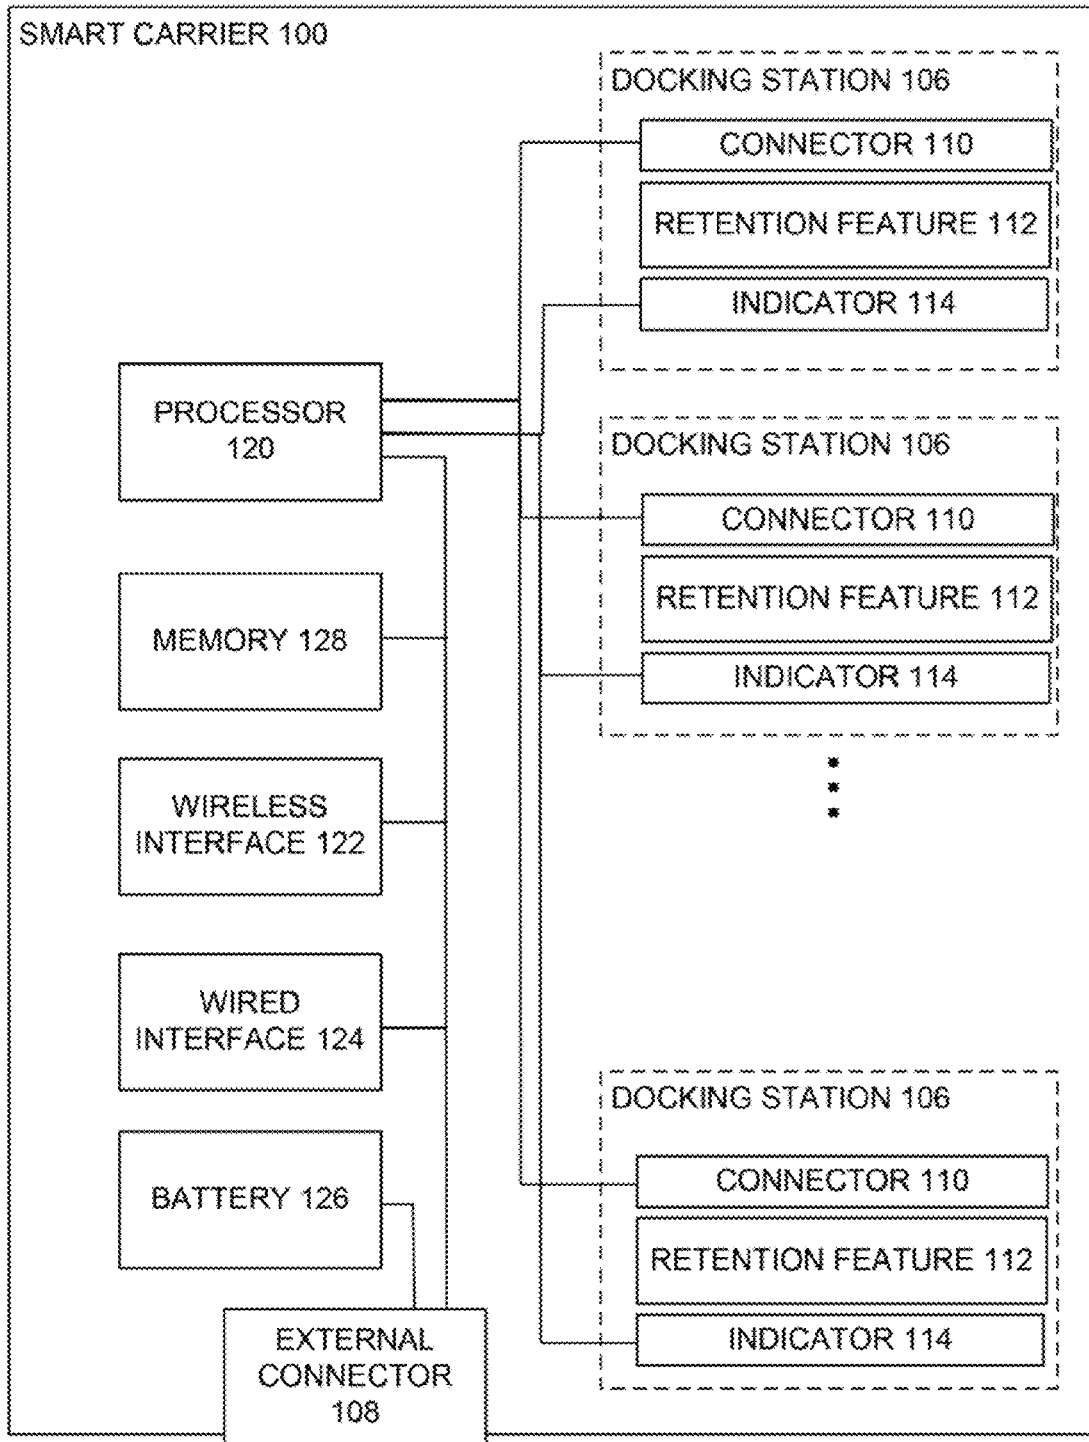 SMART CARRIER 100
DOCKING STATION 106
CONNECTOR 110
RETENTION FEATURE 112
INDICATOR 114
PROCESSOR
120
DOCKING STATION 106
CONNECTOR 110
RETENTION FEATURE 112
INDICATOR 114
MEMORY 128
WIRELESS
INTERFACE 122
WIRED
INTERFACE 124
BATTERY 126
EXTERNAL
CONNECTOR
108
DOCKING STATION 106
CONNECTOR 110
RETENTION FEATURE 112
INDICATOR 114